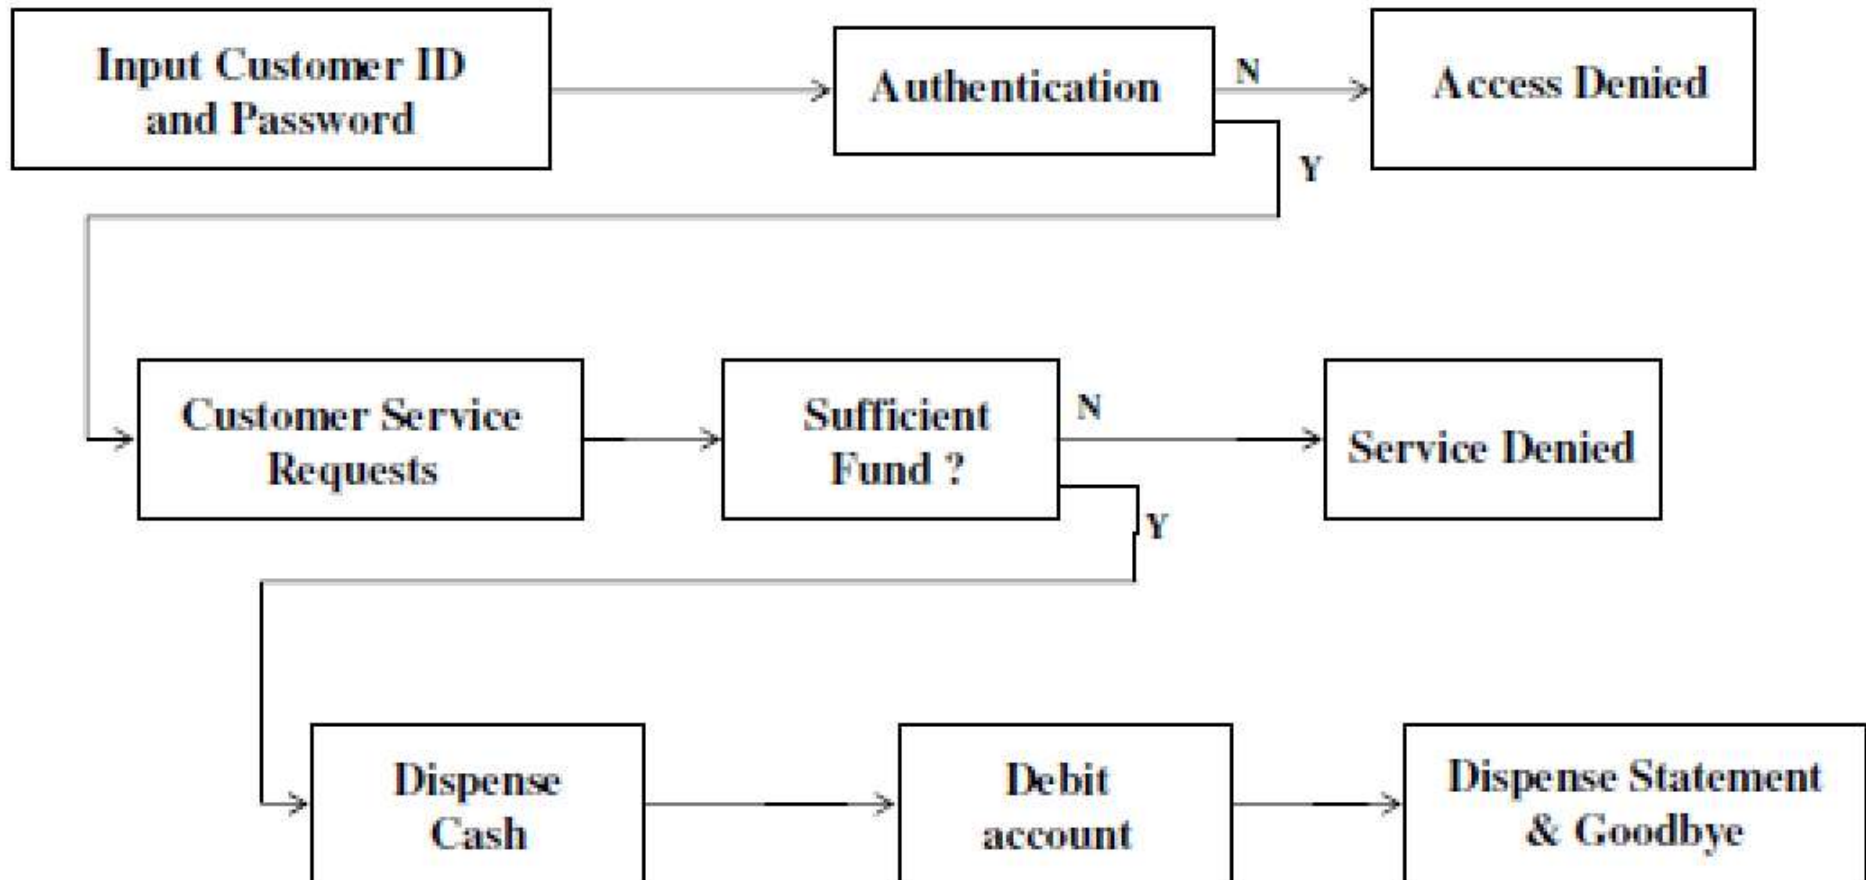 Input Customer ID
and Password
Authentication
N
Access Denied
Y
Customer Service
Requests
Sufficient
Fund ?
N
Service Denied
Y
Dispense
Cash
Debit
account
Dispense Statement
& Goodbye